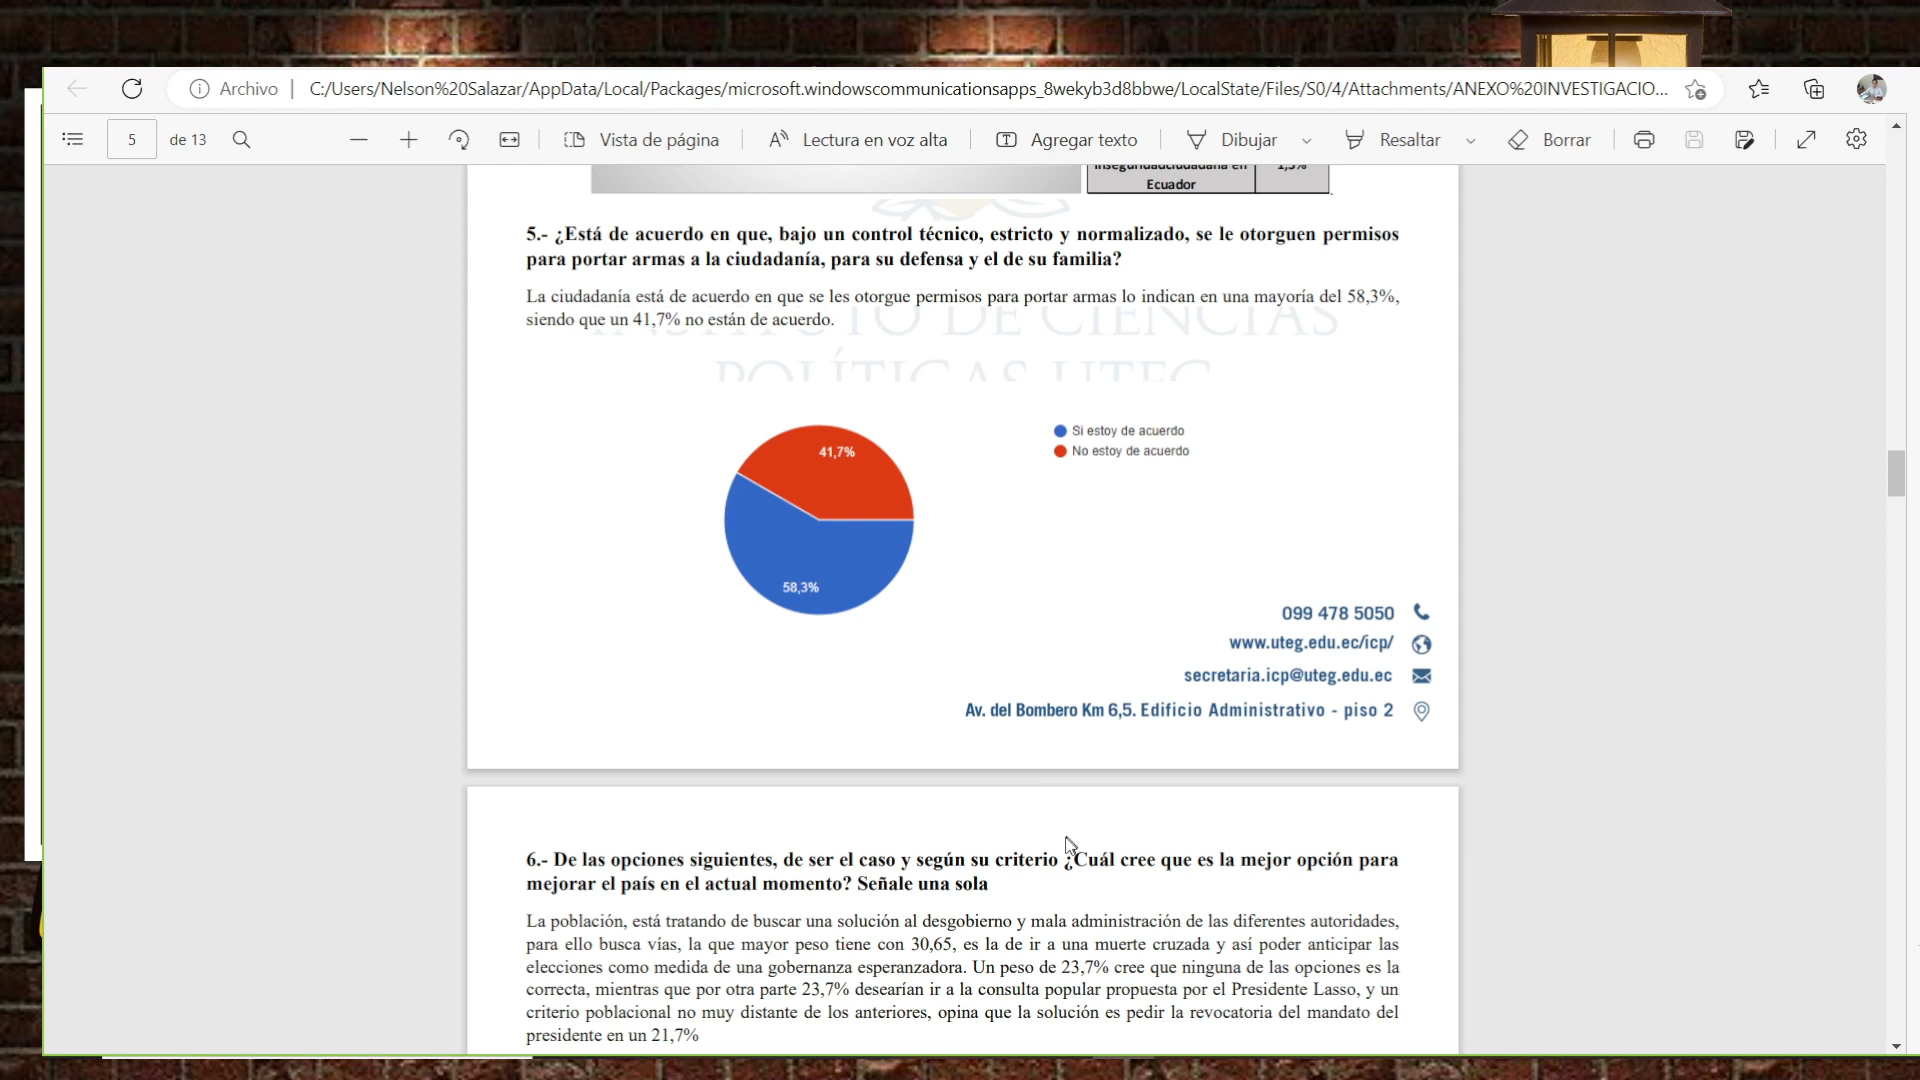 Archivo
C:/Users/Nelson%20Salazar/AppData/Local/Packages/microsoft.windowscommunicationsapps_8wekyb3d8bbwe/LocalState/Files/S0/4/Attachments/ANEXO%20INVESTIGACIO...
5 de 13
Vista de página
Lectura en voz alta
Agregar texto
Dibujar
Resaltar
Borrar
Inseguridadciudadana en 1,5%
Ecuador
5.- ¿Está de acuerdo en que, bajo un control técnico, estricto y normalizado, se le otorguen permisos
para portar armas a la ciudadanía, para su defensa y el de su familia?
La ciudadanía está de acuerdo en que se les otorgue permisos para portar armas lo indican en una mayoría del 58,3%,
siendo que un 41,7% no están de acuerdo.
INSTITUTO DE CIENCIAS
POLÍTICAS UTEG
Si estoy de acuerdo
No estoy de acuerdo
41,7%
58,3%
099 478 5050
www.uteg.edu.ec/icp/
secretaria.icp@uteg.edu.ec
Av. del Bombero Km 6,5. Edificio Administrativo - piso 2
6.- De las opciones siguientes, de ser el caso y según su criterio ¿Cuál cree que es la mejor opción para
mejorar el país en el actual momento? Señale una sola
La población, está tratando de buscar una solución al desgobierno y mala administración de las diferentes autoridades,
para ello busca vías, la que mayor peso tiene con 30,65, es la de ir a una muerte cruzada y así poder anticipar las
elecciones como medida de una gobernanza esperanzadora. Un peso de 23,7% cree que ninguna de las opciones es la
correcta, mientras que por otra parte 23,7% desearían ir a la consulta popular propuesta por el Presidente Lasso, y un
criterio poblacional no muy distante de los anteriores, opina que la solución es pedir la revocatoria del mandato del
presidente en un 21,7%